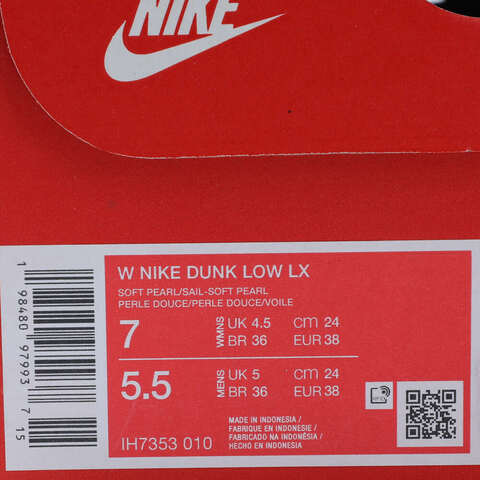 NIKE
W NIKE DUNK LOW LX
SOFT PEARL/SAIL-SOFT PEARL
PERLE DOUCE/PERLE DOUCE/VOILE
7 WMNS UK 4.5 cm 24
BR 36 EUR 38
5.5 MENS UK 5 cm 24
BR 36 EUR 38
MADE IN INDONESIA /
FABRIQUE EN INDONESIE /
FABRICADO NA INDONÉSIA /
HECHO EN INDONESIA
IH7353 010
1 98480 97993 7 15